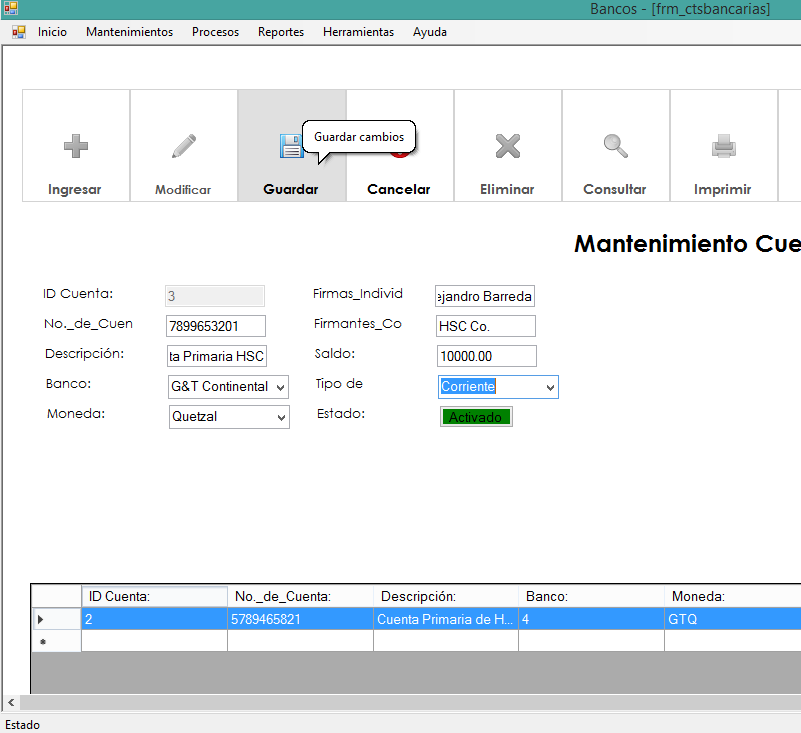 Bancos - [frm_ctsbancarias]
Inicio Mantenimientos Procesos Reportes Herramientas Ayuda
Guardar cambios
Ingresar Modificar Guardar Cancelar Eliminar Consultar Imprimir
Mantenimiento Cue
ID Cuenta: 3 Firmas_Individ ejandro Barreda
No._de_Cuen 7899653201 Firmantes_Co HSC Co.
Descripción: ta Primaria HSC Saldo: 10000.00
Banco: G&T Continental Tipo de Corriente
Moneda: Quetzal Estado: Activado
ID Cuenta: No._de_Cuenta: Descripción: Banco: Moneda:
2 5789465821 Cuenta Primaria de H... 4 GTQ
Estado